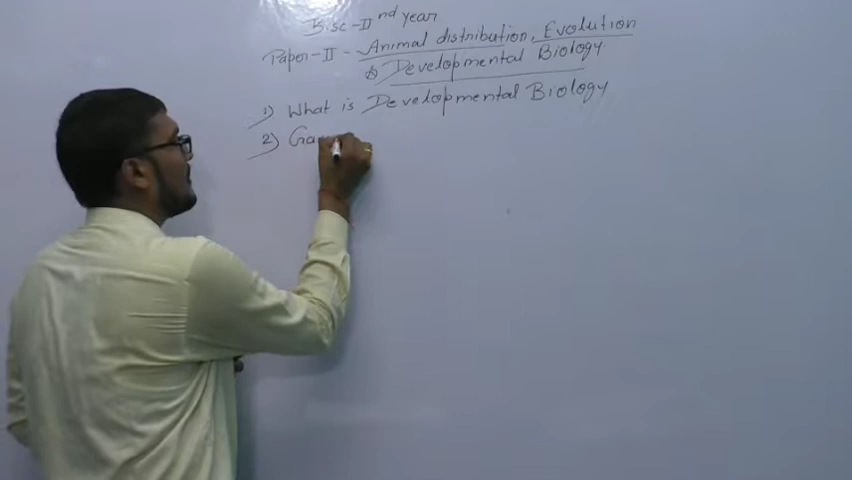 B.sc-II nd year
Paper-II - Animal distribution, Evolution
& Developmental Biology
1) What is Developmental Biology
2) Ga